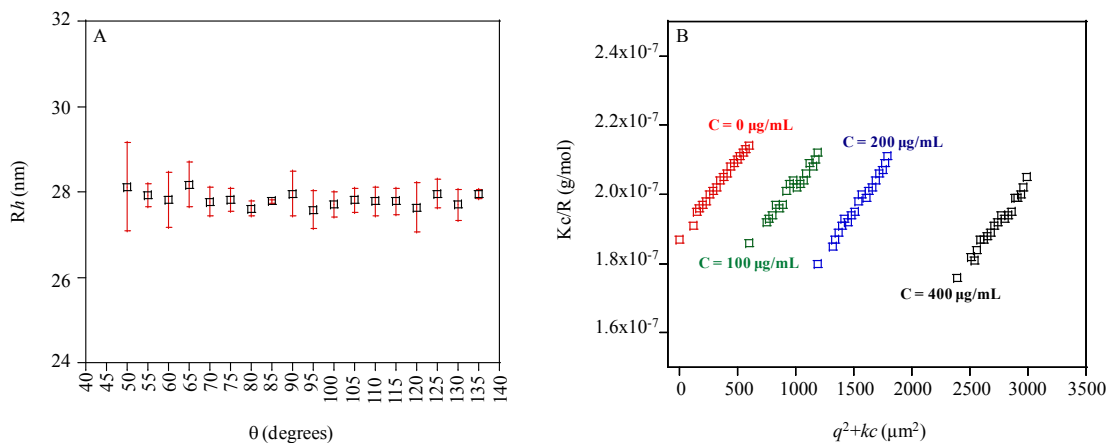 A
32
30
28
26
24
Rh (nm)
40
45
50
55
60
65
70
75
80
85
90
95
100
105
110
115
120
125
130
135
140
θ (degrees)
B
2.4x10-7
2.2x10-7
2.0x10-7
1.8x10-7
1.6x10-7
Kc/R (g/mol)
C = 0 µg/mL
C = 200 µg/mL
C = 100 µg/mL
C = 400 µg/mL
0
500
1000
1500
2000
2500
3000
3500
q²+kc (µm²)